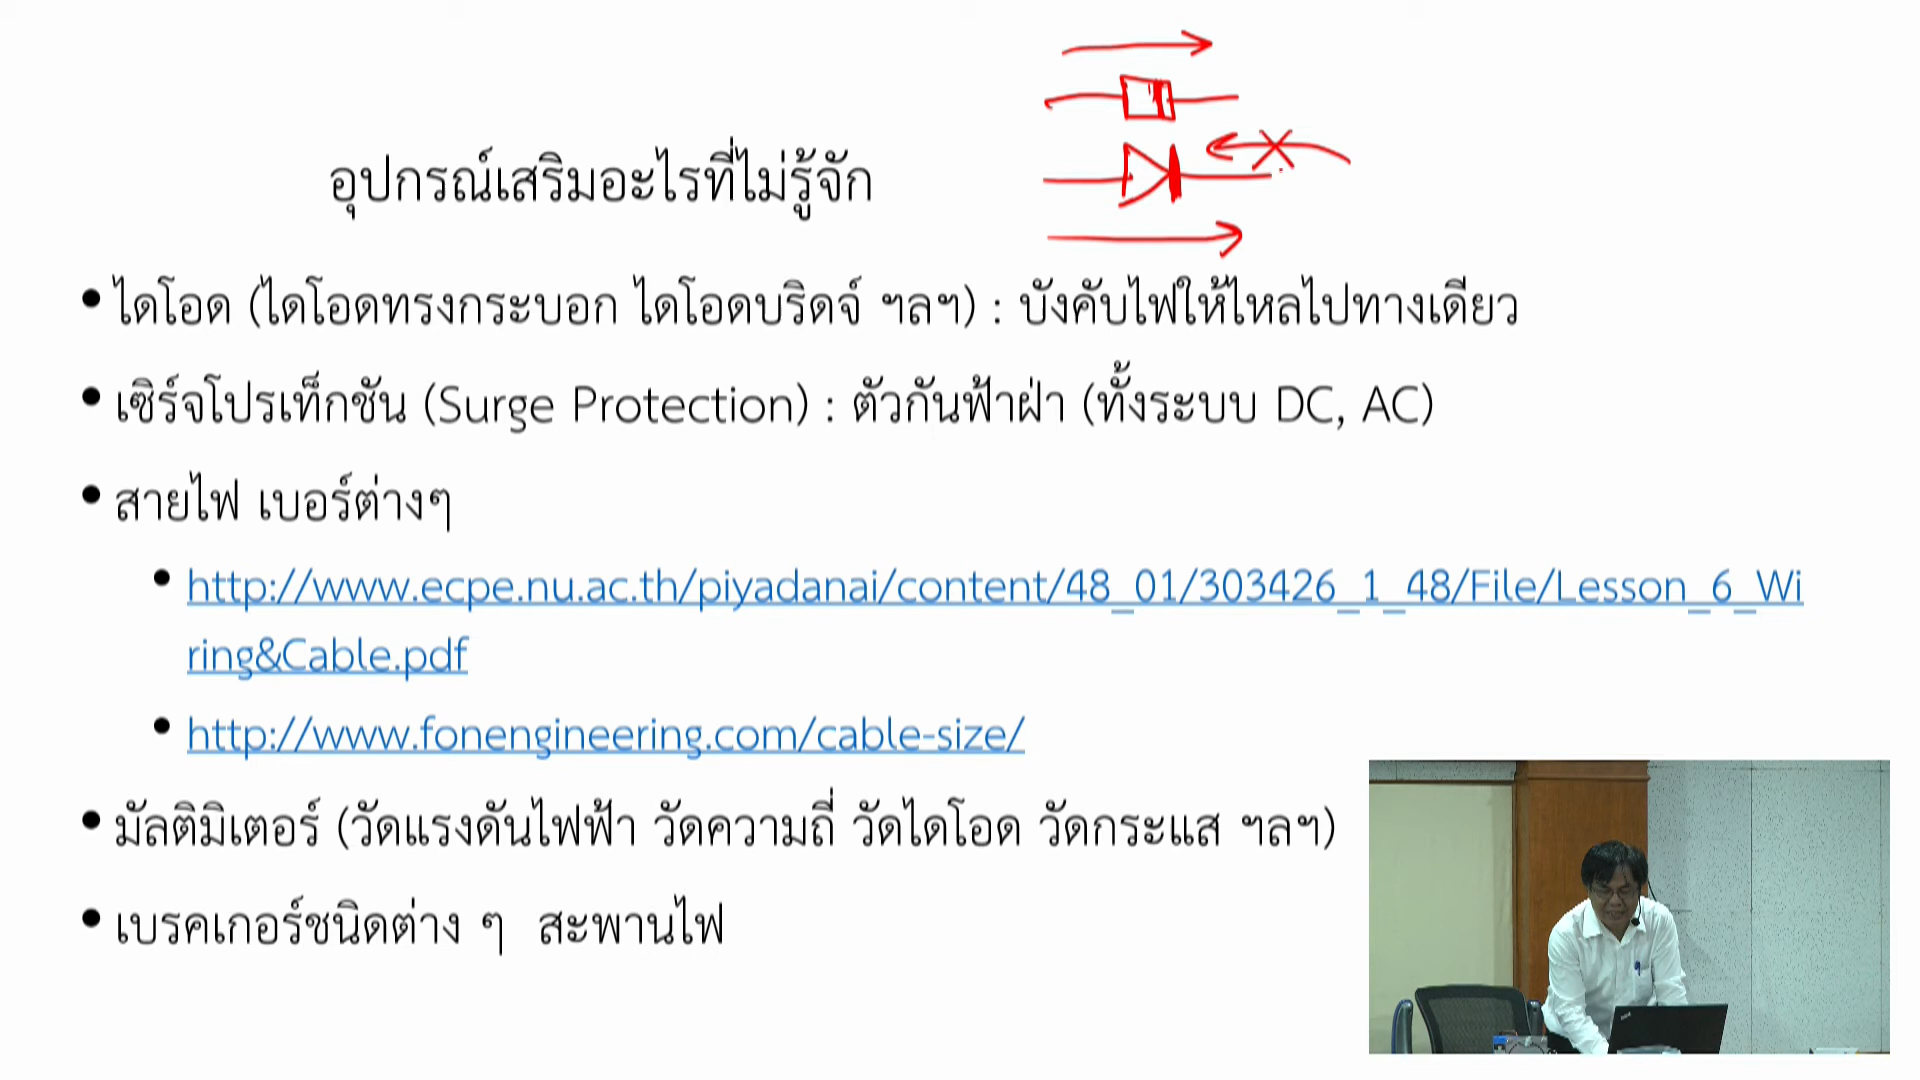 อุปกรณ์เสริมอะไรที่ไม่รู้จัก
• ไดโอด (ไดโอดทรงกระบอก ไดโอดบริดจ์ ฯลฯ) : บังคับไฟให้ไหลไปทางเดียว
• เซิร์จโปรเท็กชัน (Surge Protection) : ตัวกันฟ้าฝ่า (ทั้งระบบ DC, AC)
• สายไฟ เบอร์ต่างๆ
• http://www.ecpe.nu.ac.th/piyadanai/content/48_01/303426_1_48/File/Lesson_6_Wi
ring&Cable.pdf
• http://www.fonengineering.com/cable-size/
• มัลติมิเตอร์ (วัดแรงดันไฟฟ้า วัดความถี่ วัดไดโอด วัดกระแส ฯลฯ)
• เบรคเกอร์ชนิดต่าง ๆ สะพานไฟ